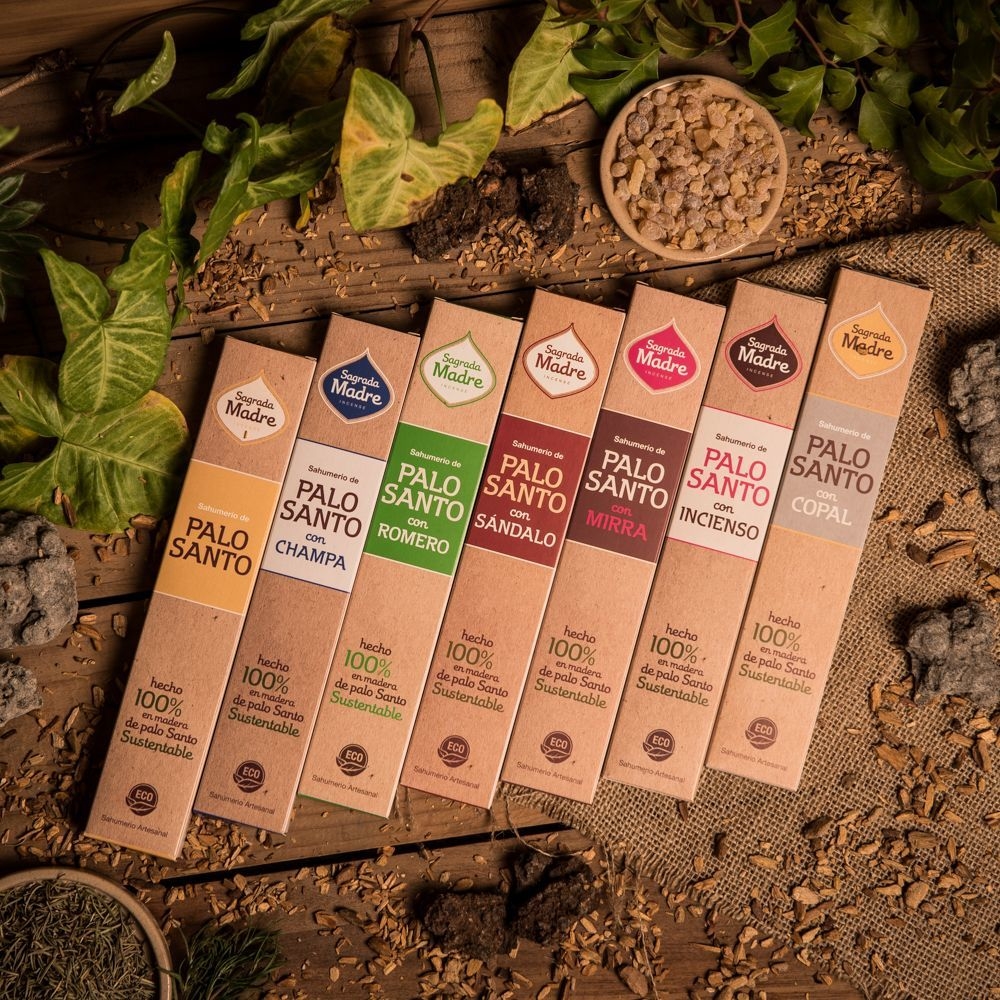 Sagrada
Madre
Sahumerio de
PALO
SANTO
hecho
100%
en madera
de palo Santo
Sustentable
ECO
Sahumerio Artesanal
Sagrada
Madre
INCENSE
Sahumerio de
PALO
SANTO
con
CHAMPA
hecho
100%
en madera
de palo Santo
Sustentable
ECO
Sahumerio Artesanal
Sagrada
Madre
INCENSE
Sahumerio de
PALO
SANTO
con
ROMERO
hecho
100%
en madera
de palo Santo
Sustentable
ECO
Sahumerio Artesanal
Sagrada
Madre
INCENSE
Sahumerio de
PALO
SANTO
con
SÁNDALO
hecho
100%
en madera
de palo Santo
Sustentable
ECO
Sahumerio Artesanal
Sagrada
Madre
INCENSE
Sahumerio de
PALO
SANTO
con
MIRRA
hecho
100%
en madera
de palo Santo
Sustentable
ECO
Sahumerio Artesanal
Sagrada
Madre
INCENSE
Sahumerio de
PALO
SANTO
con
INCIENSO
hecho
100%
en madera
de palo Santo
Sustentable
ECO
Sahumerio Artesanal
Sagrada
Madre
Sahumerio de
PALO
SANTO
con
COPAL
hecho
100%
en madera
de palo Santo
Sustentable
ECO
Sahumerio Artesanal